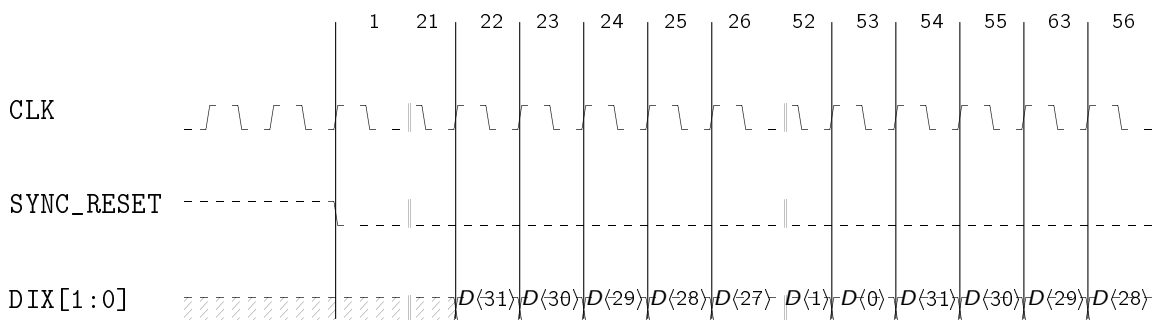 1 21 22 23 24 25 26 52 53 54 55 63 56
CLK
SYNC_RESET
DIX[1:0] D⟨31⟩ D⟨30⟩ D⟨29⟩ D⟨28⟩ D⟨27⟩ D⟨1⟩ D⟨0⟩ D⟨31⟩ D⟨30⟩ D⟨29⟩ D⟨28⟩